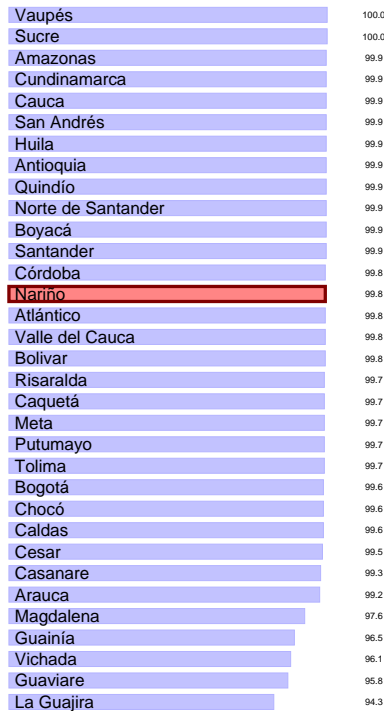 Vaupés 100.0
Sucre 100.0
Amazonas 99.9
Cundinamarca 99.9
Cauca 99.9
San Andrés 99.9
Huila 99.9
Antioquia 99.9
Quindío 99.9
Norte de Santander 99.9
Boyacá 99.9
Santander 99.9
Córdoba 99.8
Nariño 99.8
Atlántico 99.8
Valle del Cauca 99.8
Bolivar 99.8
Risaralda 99.7
Caquetá 99.7
Meta 99.7
Putumayo 99.7
Tolima 99.7
Bogotá 99.6
Chocó 99.6
Caldas 99.6
Cesar 99.5
Casanare 99.3
Arauca 99.2
Magdalena 97.6
Guainía 96.5
Vichada 96.1
Guaviare 95.8
La Guajira 94.3